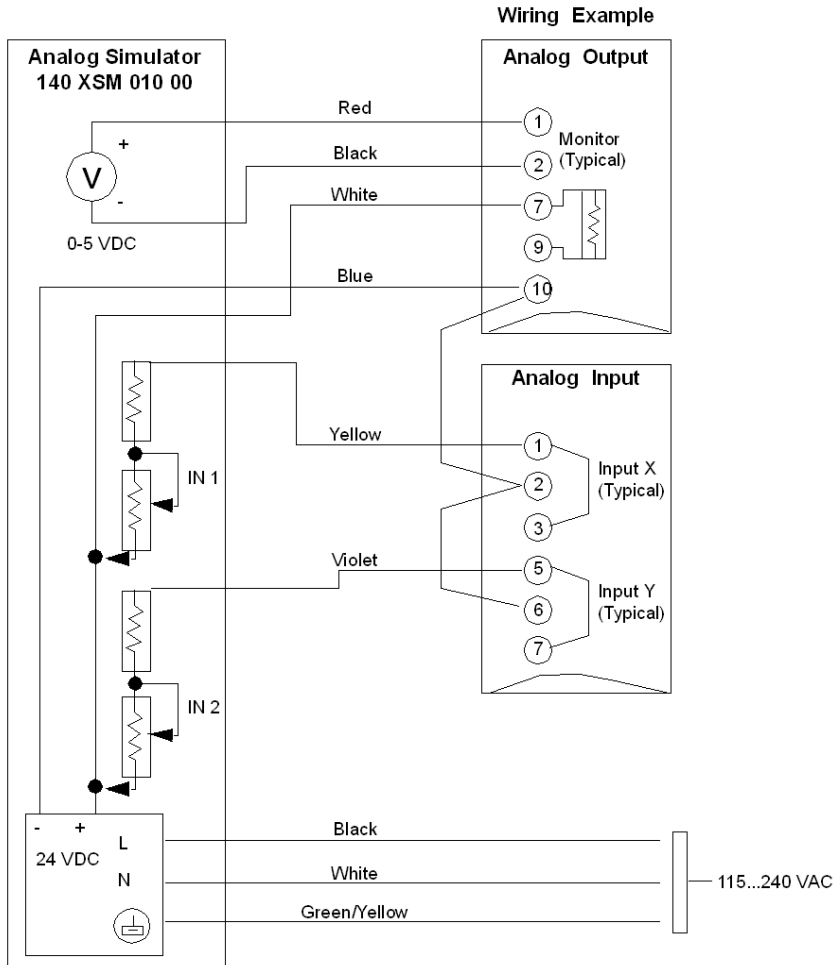 Wiring Example
Analog Simulator
140 XSM 010 00
Analog Output
Red
+
V
-
0-5 VDC
Black
White
Blue
1
Monitor
(Typical)
2
7
9
10
Analog Input
Yellow
IN 1
1
Input X
(Typical)
2
3
Violet
5
Input Y
(Typical)
6
7
IN 2
- +
24 VDC
L
N
Black
White
Green/Yellow
115...240 VAC